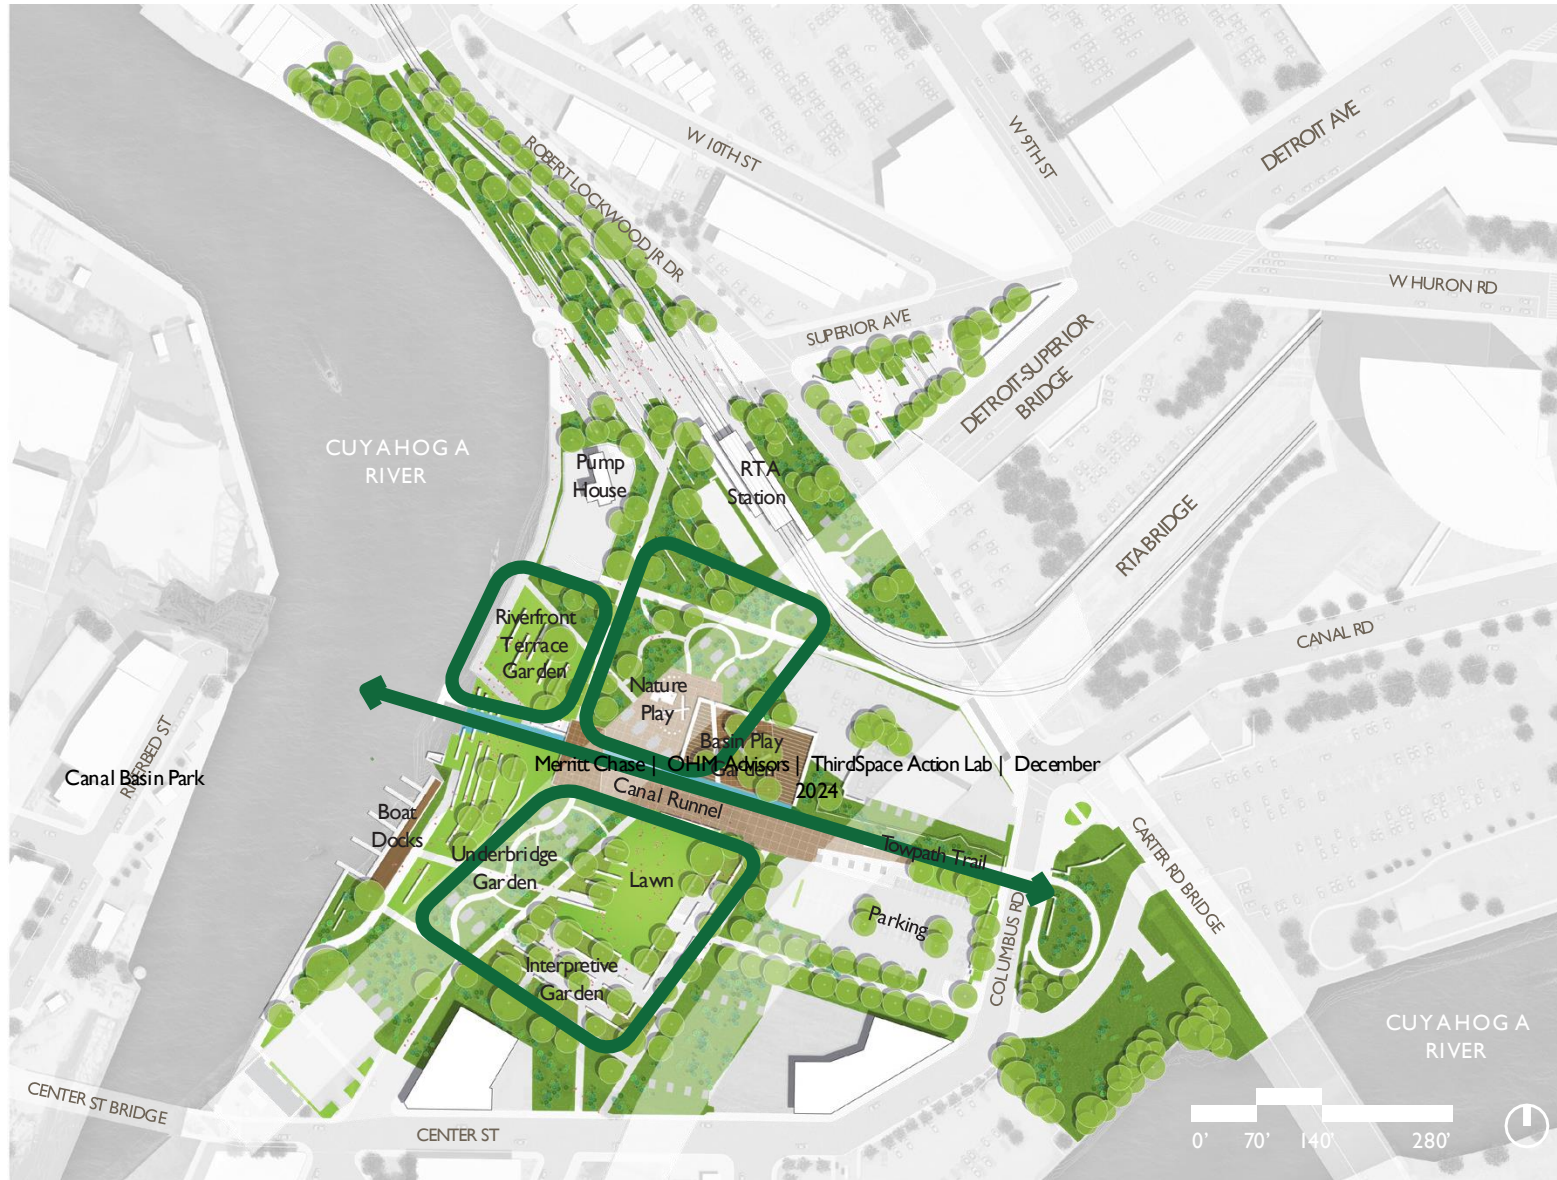 W 10TH ST
W 9TH ST
DETROIT AVE
ROBERT LOCKWOOD JR DR
W HURON RD
SUPERIOR AVE
DETROIT-SUPERIOR
BRIDGE
CUYAHOGA
RIVER
Pump
House
RTA
Station
RTA BRIDGE
Riverfront
Terrace
Garden
CANAL RD
Nature
Play
Basin Play
Garden
RIVERBED ST
Canal Basin Park
Merritt Chase | OHM Advisors | ThirdSpace Action Lab | December
2024
Canal Runnel
Boat
Docks
Towpath Trail
CARTER RD BRIDGE
Underbridge
Garden
Lawn
Parking
COLUMBUS RD
Interpretive
Garden
CUYAHOGA
RIVER
CENTER ST BRIDGE
CENTER ST
0' 70' 140' 280'